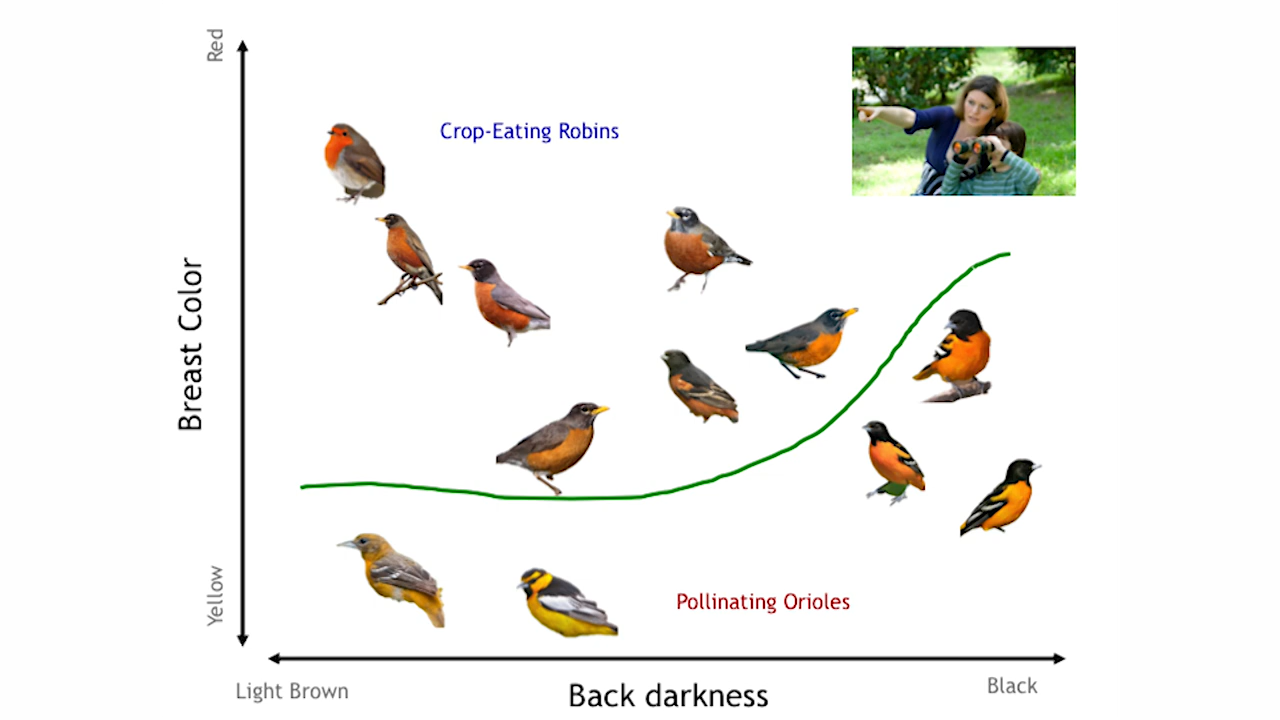 Red
Crop-Eating Robins
Breast Color
Yellow
Pollinating Orioles
Light Brown
Back darkness
Black